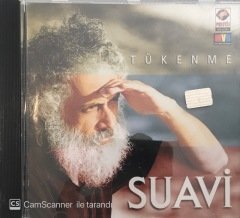 TÜKENME
SUAVİ
CS CamScanner ile tarandı